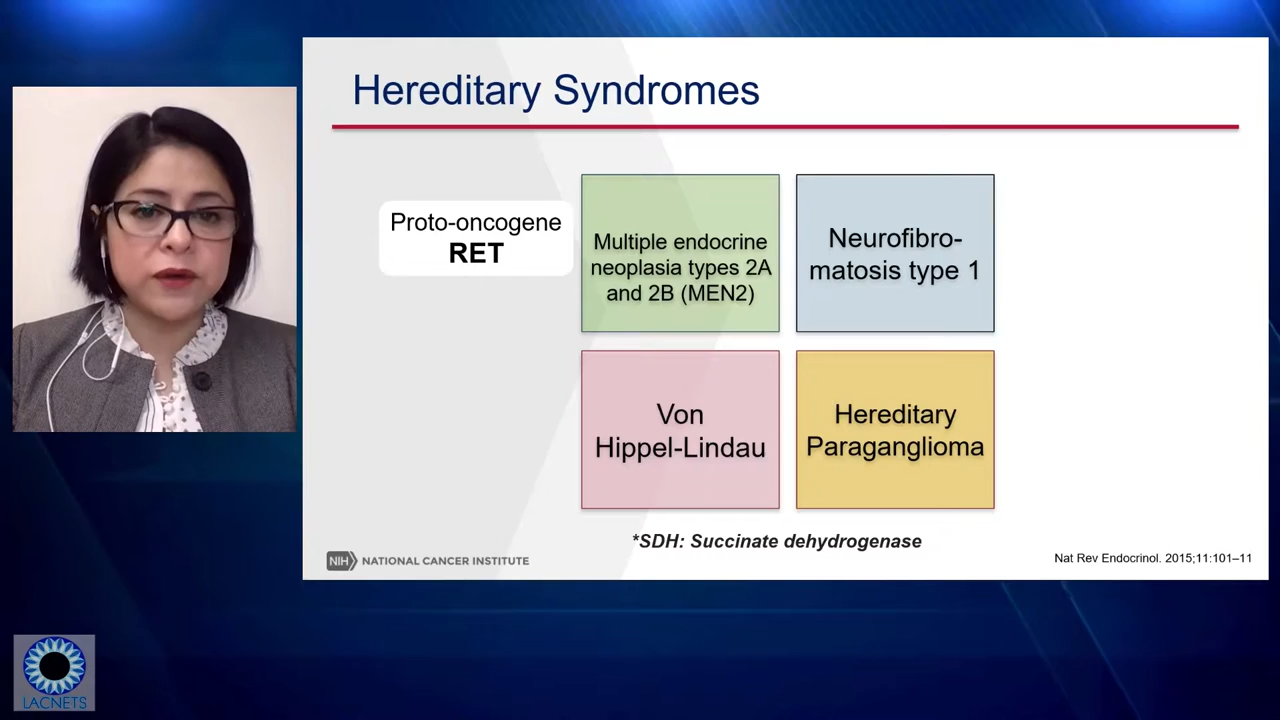 Hereditary Syndromes
Proto-oncogene
RET
Multiple endocrine
neoplasia types 2A
and 2B (MEN2)
Neurofibro-
matosis type 1
Von
Hippel-Lindau
Hereditary
Paraganglioma
*SDH: Succinate dehydrogenase
NIH NATIONAL CANCER INSTITUTE
Nat Rev Endocrinol. 2015;11:101–11
LACNETS